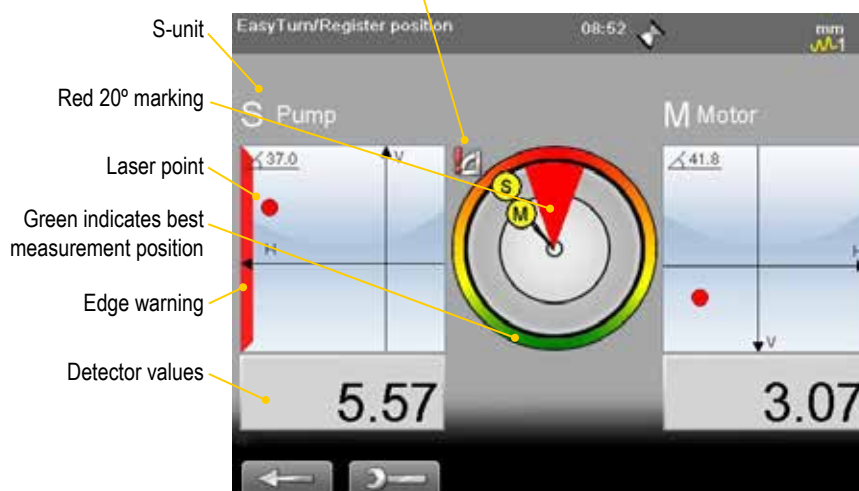 S-unit
Red 20º marking
Laser point
Green indicates best
measurement position
Edge warning
Detector values
EasyTurn/Register position
08:52
mm
1
S Pump
M Motor
37.0
V
H
S
M
41.8
H
V
5.57
3.07